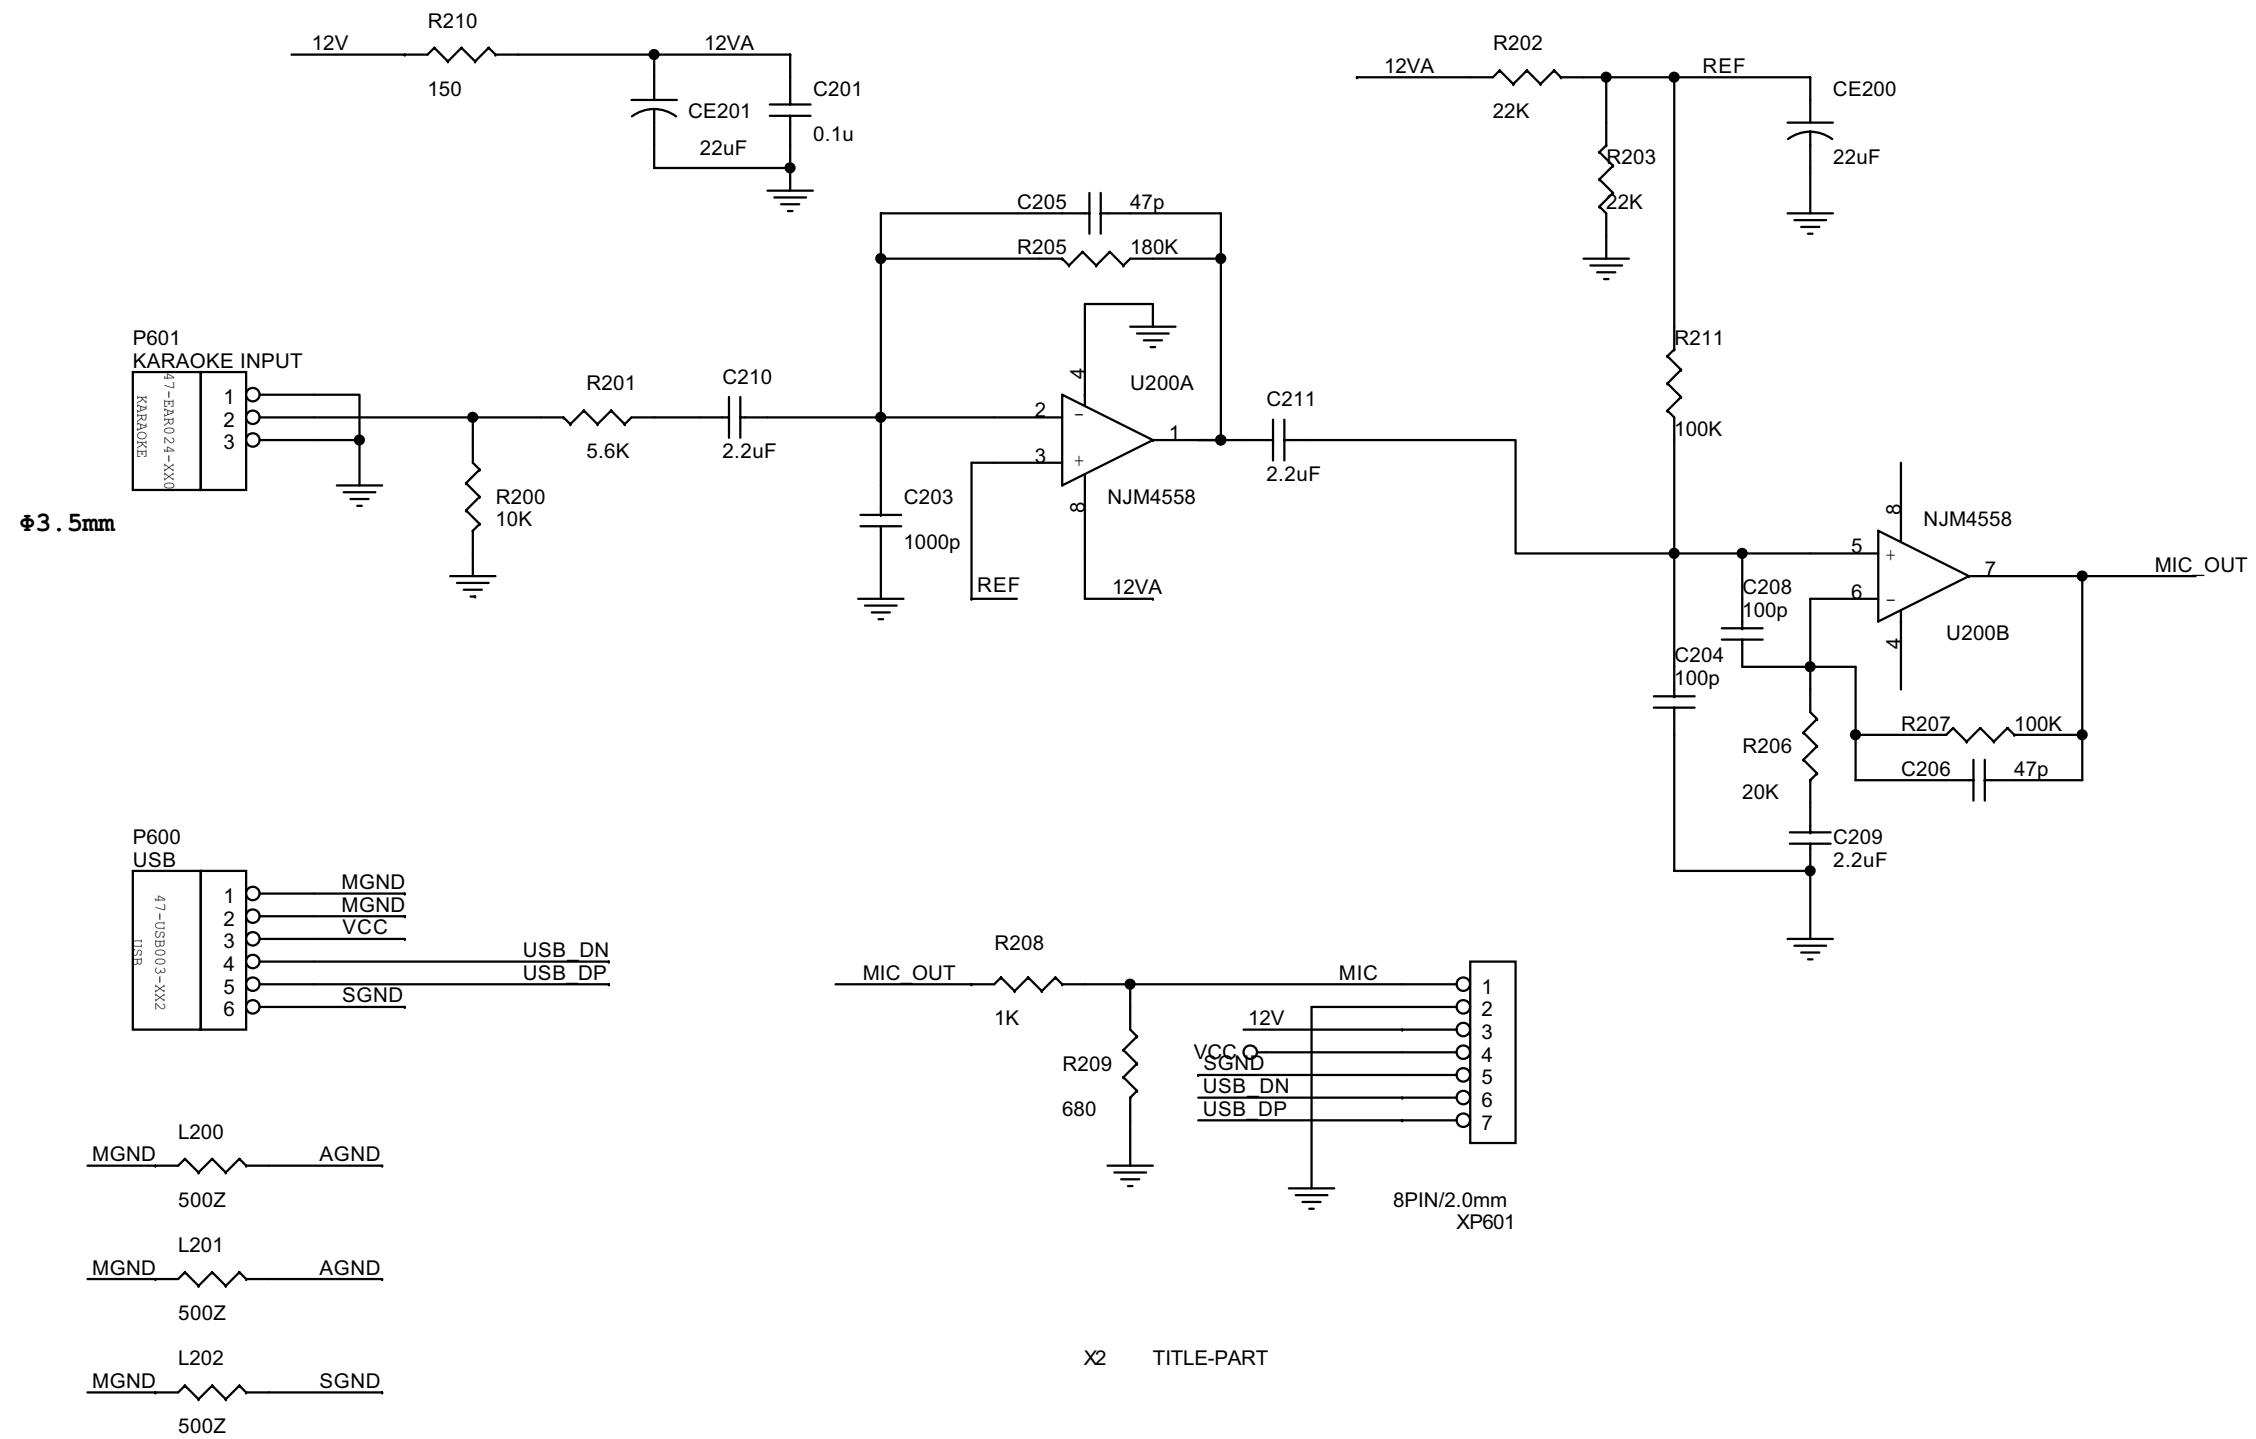 R210
12V
12VA
150
C201
CE201
0.1u
22uF
R202
12VA
REF
CE200
22K
R203
22uF
22K
C205
47p
R205
180K
P601
KARAOKE INPUT
47-EAR024-XX0
KARAOKE
1
2
3
R201
5.6K
C210
2.2uF
R200
10K
Φ3.5mm
4
U200A
2
-
1
3
+
8
NJM4558
C203
1000p
REF
12VA
C211
2.2uF
R211
100K
8
NJM4558
5
+
7
MIC_OUT
6
-
4
U200B
C208
100p
C204
100p
R207
100K
R206
C206
47p
20K
C209
2.2uF
P600
USB
47-USB003-XX2
USB
1
MGND
2
MGND
3
VCC
4
USB_DN
5
USB_DP
6
SGND
R208
MIC_OUT
MIC
1
1K
2
12V
3
VCC
4
R209
SGND
5
USB_DN
6
680
USB_DP
7
8PIN/2.0mm
XP601
L200
MGND
AGND
500Z
L201
MGND
AGND
500Z
L202
MGND
SGND
500Z
X2
TITLE-PART